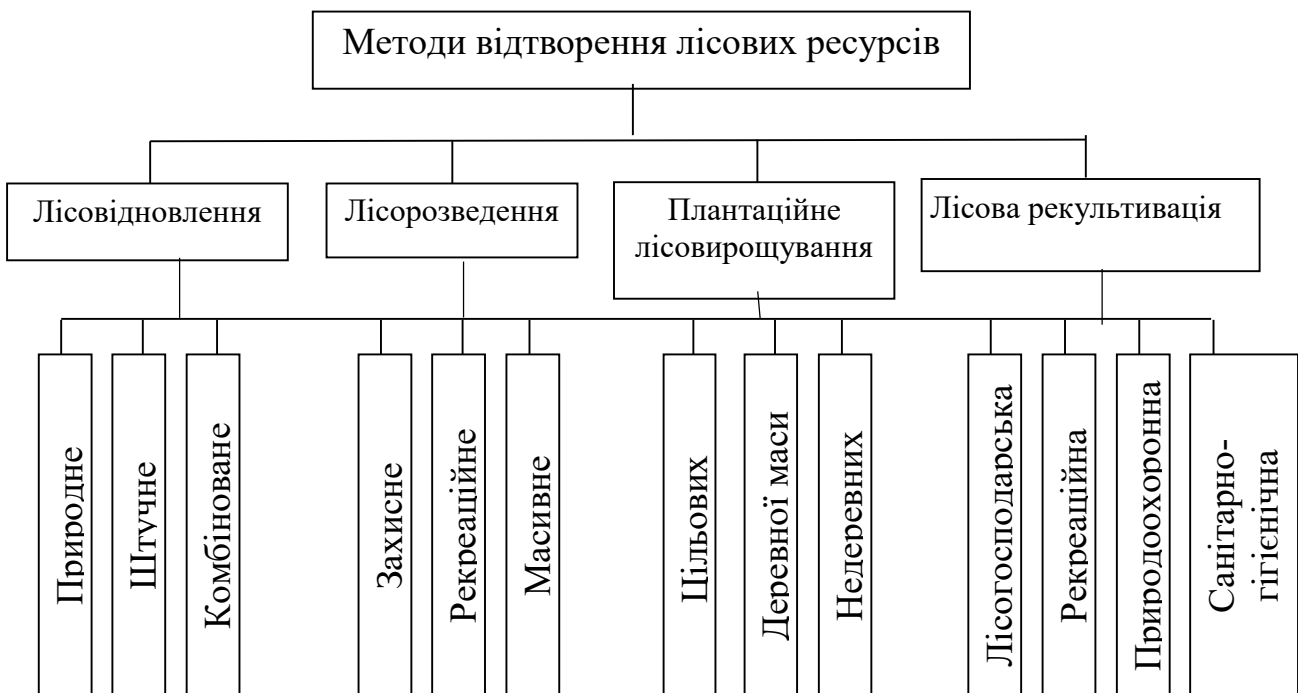 Методи відтворення лісових ресурсів
Лісовідновлення
Лісорозведення
Плантаційне
лісовирощування
Лісова рекультивація
Природне
Штучне
Комбіноване
Захисне
Рекреаційне
Масивне
Цільових
Деревної маси
Недеревних
Лісогосподарська
Рекреаційна
Природоохоронна
Санітарно-
гігієнічна